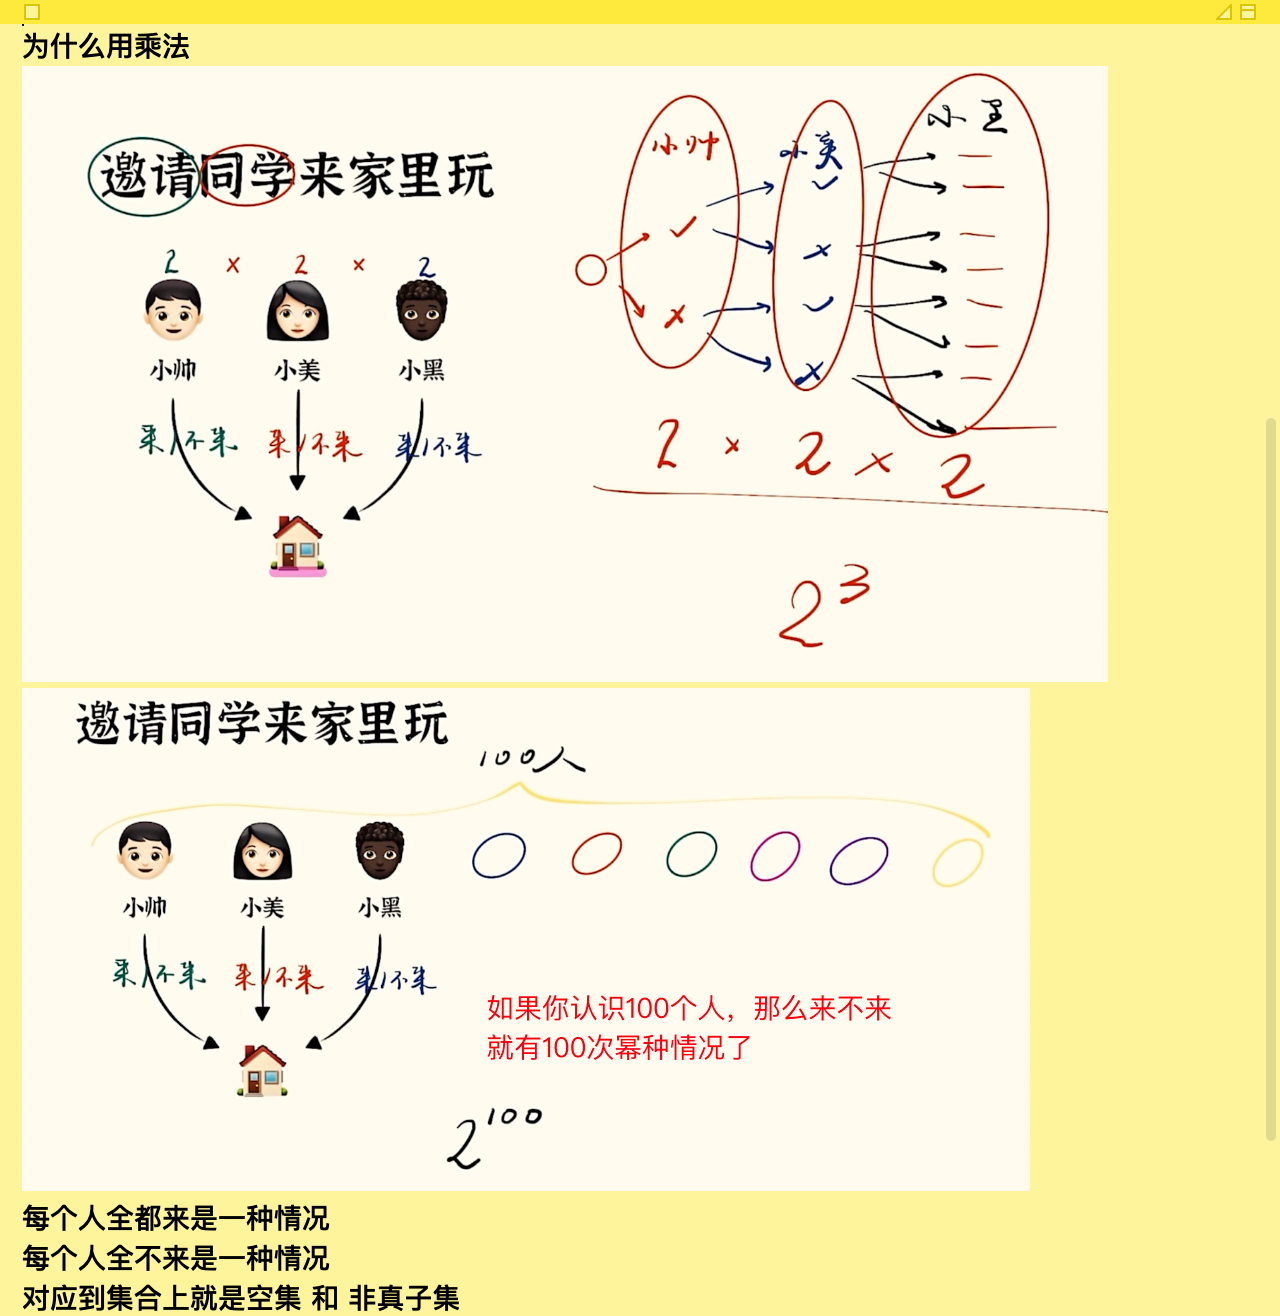 为什么用乘法
邀请同学来家里玩
2 × 2 × 2
小帅 小美 小黑
来/不来 来/不来 来/不来
小帅 小美 小黑
✓ ✓
×
✓
× ×
2 × 2 × 2
2³
邀请同学来家里玩
100人
小帅 小美 小黑
来/不来 来/不来 来/不来
如果你认识100个人，那么来不来
就有100次幂种情况了
2¹⁰⁰
每个人全都来是一种情况
每个人全不来是一种情况
对应到集合上就是空集 和 非真子集